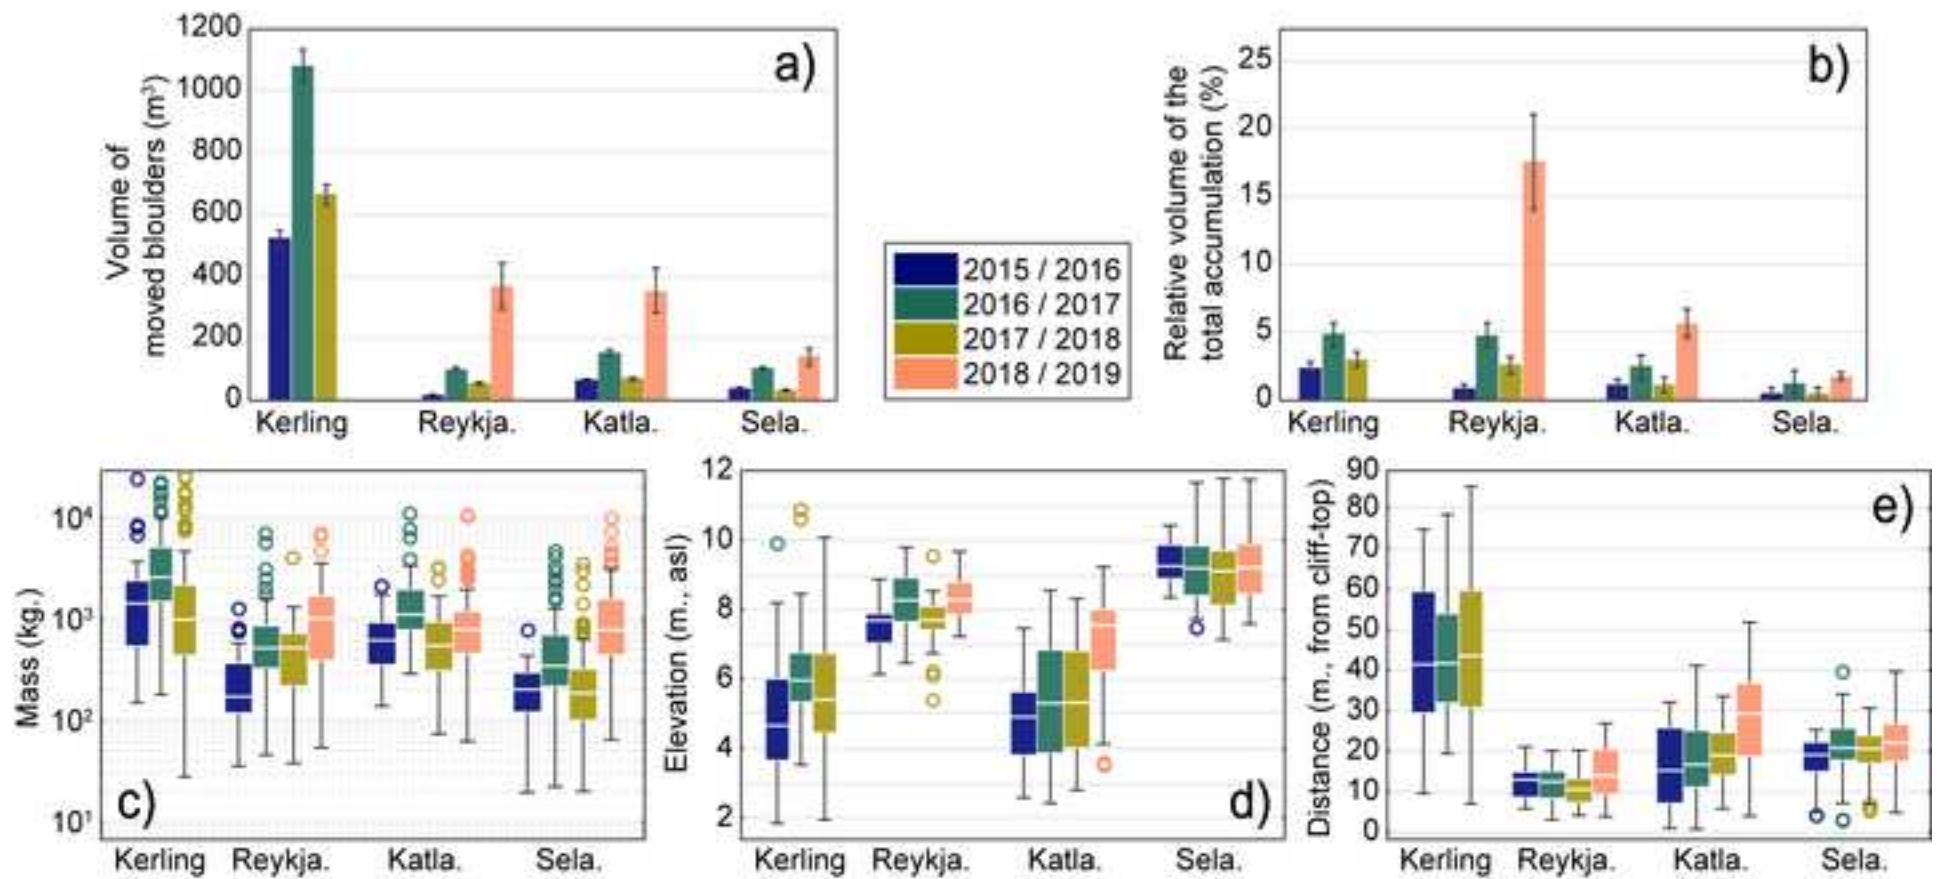 a)
Volume of
moved bloulders (m³)
1200
1000
800
600
400
200
0
Kerling Reykja. Katla. Sela.
2015 / 2016
2016 / 2017
2017 / 2018
2018 / 2019
b)
Relative volume of the
total accumulation (%)
25
20
15
10
5
0
Kerling Reykja. Katla. Sela.
c)
Mass (kg.)
10⁴
10³
10²
10¹
Kerling Reykja. Katla. Sela.
d)
Elevation (m., asl)
12
10
8
6
4
2
Kerling Reykja. Katla. Sela.
e)
Distance (m., from cliff-top)
90
80
70
60
50
40
30
20
10
0
Kerling Reykja. Katla. Sela.